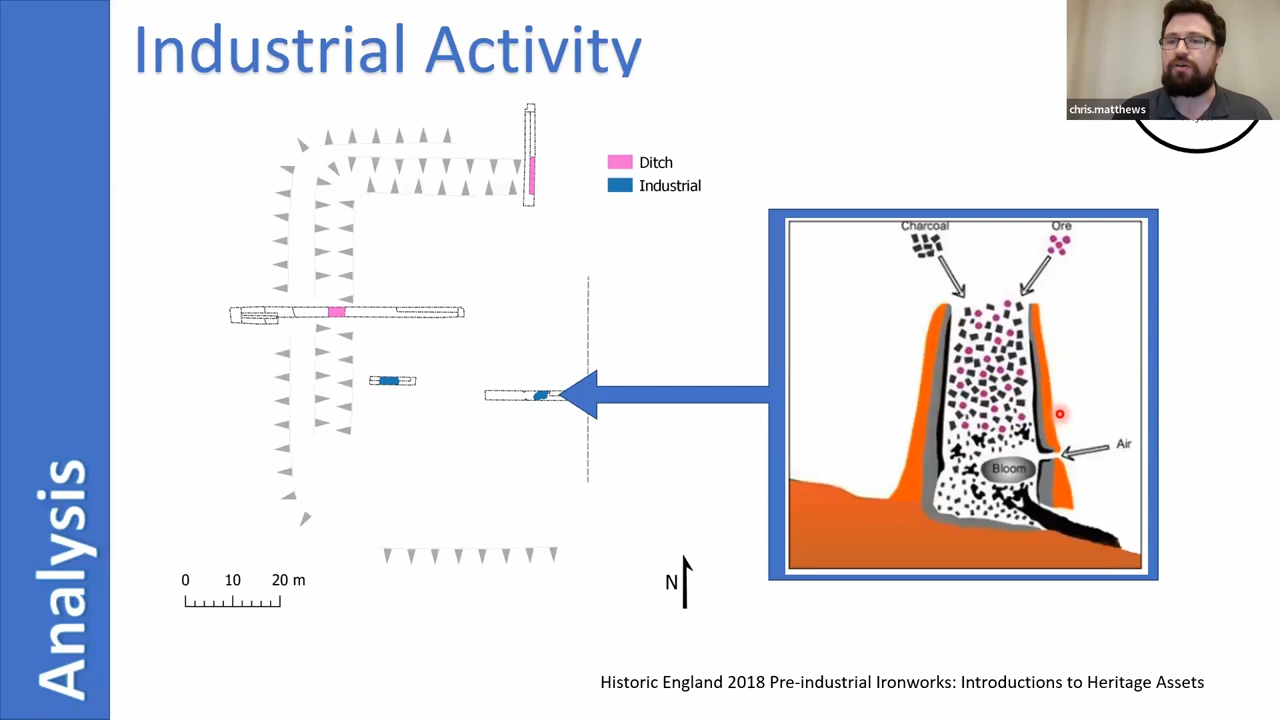 Industrial Activity
chris.matthews
Ditch
Industrial
Charcoal
Ore
Air
Bloom
0 10 20 m
N
Analysis
Historic England 2018 Pre-industrial Ironworks: Introductions to Heritage Assets